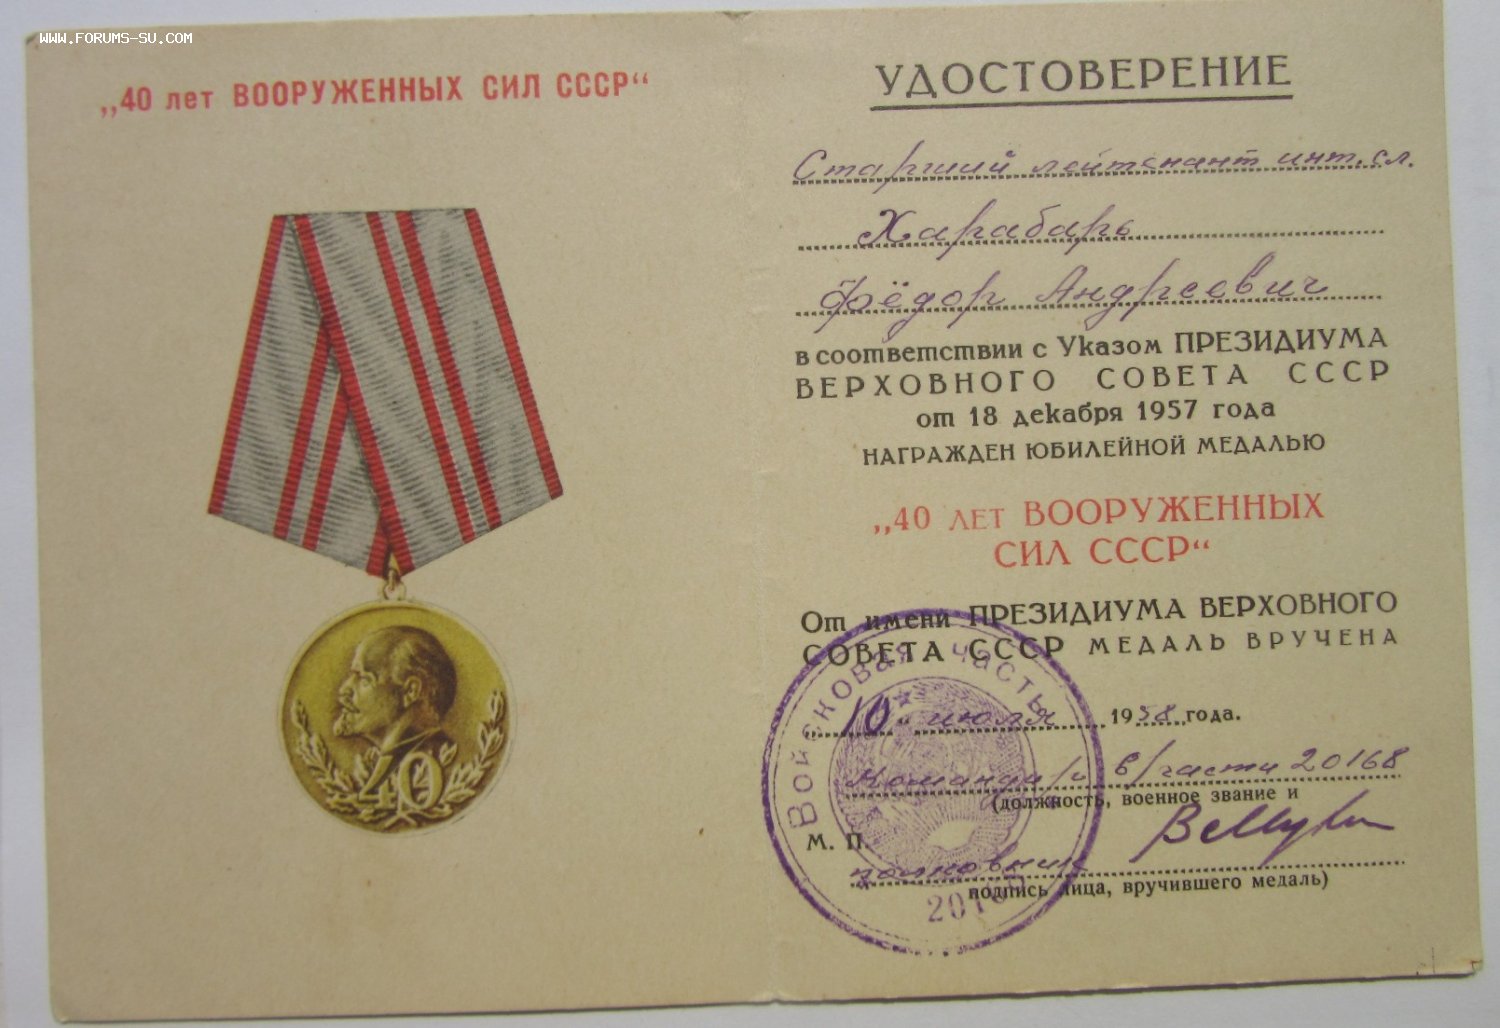 WWW.FORUMS-SU.COM
„40 лет ВООРУЖЕННЫХ СИЛ СССР“
40
УДОСТОВЕРЕНИЕ
Старший лейтенант инт. сл.
Харабарь
Фёдор Андреевич
в соответствии с Указом ПРЕЗИДИУМА
ВЕРХОВНОГО СОВЕТА СССР
от 18 декабря 1957 года
НАГРАЖДЕН ЮБИЛЕЙНОЙ МЕДАЛЬЮ
„40 ЛЕТ ВООРУЖЕННЫХ
СИЛ СССР“
От имени ПРЕЗИДИУМА ВЕРХОВНОГО
СОВЕТА СССР МЕДАЛЬ ВРУЧЕНА
„10“ июля 1958 года.
Командир в/части 20168
(должность, военное звание и
М. П.
полковник
подпись лица, вручившего медаль)
Войсковая часть
20168